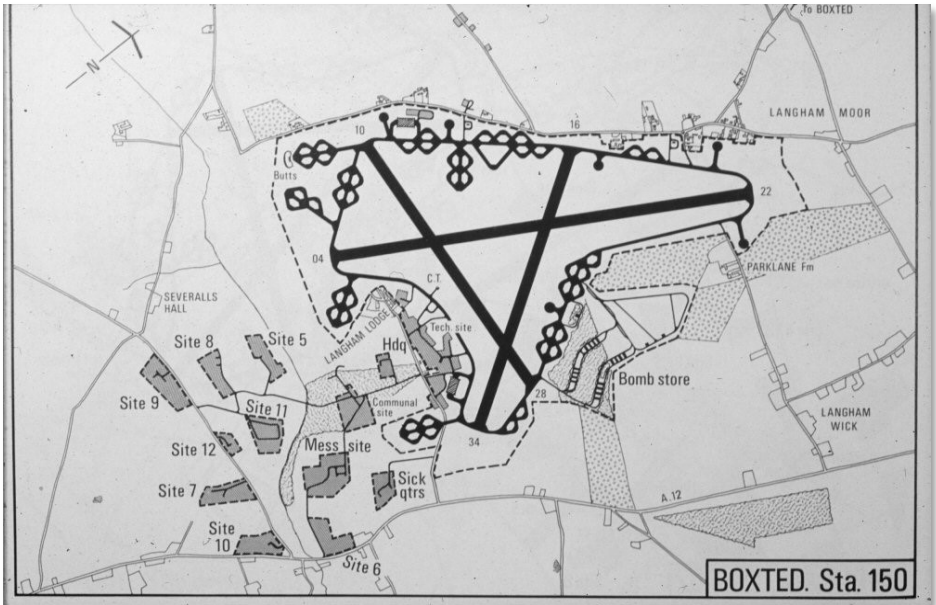 To BOXTED
N
LANGHAM MOOR
10
16
Butts
22
04
C.T.
PARKLANE Fm
SEVERALLS
HALL
LANGHAM LODGE
Tech. site
Site 8
Site 5
Hdq
Bomb store
Site 9
Communal
site
28
Site 11
LANGHAM
WICK
34
Site 12
Mess site
Site 7
Sick
qtrs
A.12
Site
10
Site 6
BOXTED. Sta. 150